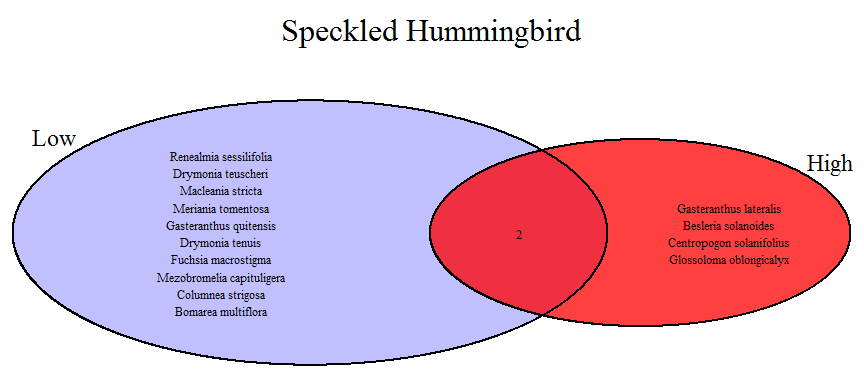 Speckled Hummingbird
Low
High
Renealmia sessilifolia
Drymonia teuscheri
Macleania stricta
Meriania tomentosa
Gasteranthus quitensis
Drymonia tenuis
Fuchsia macrostigma
Mezobromelia capituligera
Columnea strigosa
Bomarea multiflora
2
Gasteranthus lateralis
Besleria solanoides
Centropogon solanifolius
Glossoloma oblongicalyx